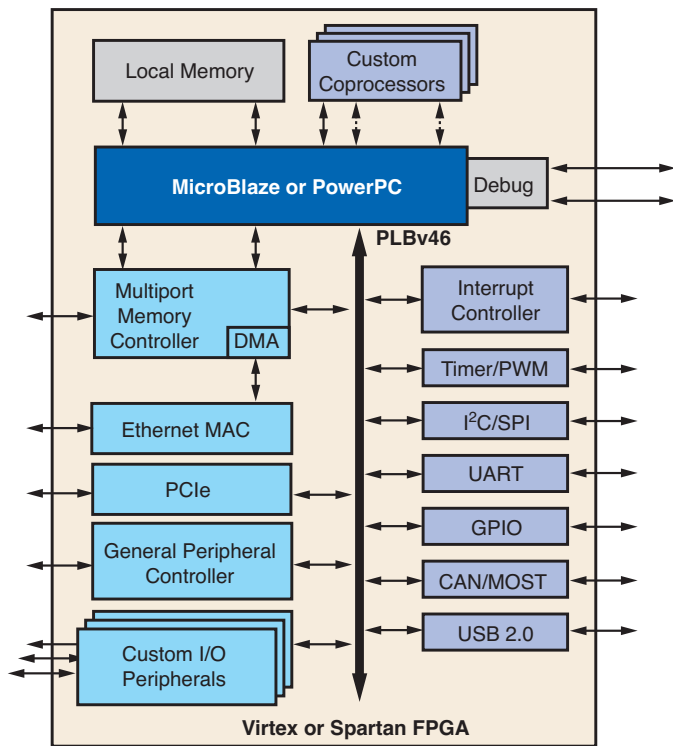 Local Memory
Custom
Coprocessors
MicroBlaze or PowerPC
Debug
PLBv46
Multiport
Memory
Controller
DMA
Interrupt
Controller
Timer/PWM
Ethernet MAC
I²C/SPI
PCIe
UART
General Peripheral
Controller
GPIO
CAN/MOST
Custom I/O
Peripherals
USB 2.0
Virtex or Spartan FPGA